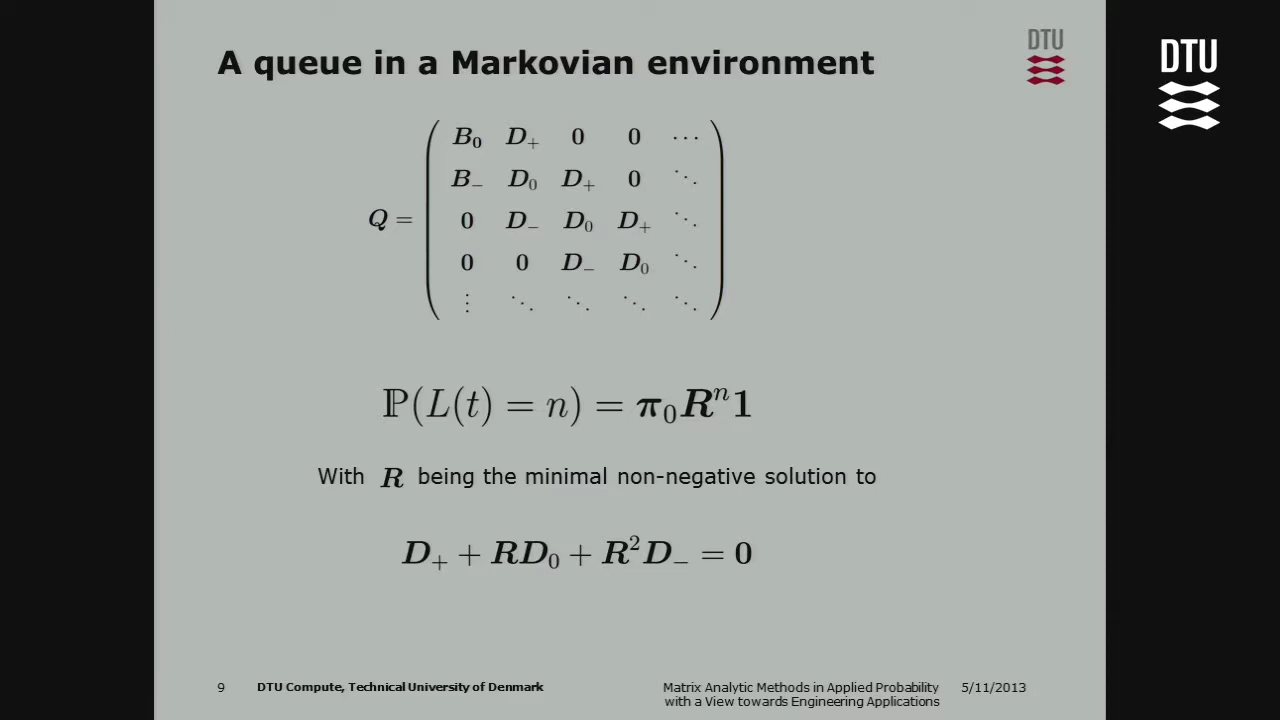 A queue in a Markovian environment
DTU
DTU
Q = ( B₀ D₊ 0 0 ⋯
B₋ D₀ D₊ 0 ⋱
0 D₋ D₀ D₊ ⋱
0 0 D₋ D₀ ⋱
⋮ ⋱ ⋱ ⋱ ⋱ )
ℙ(L(t) = n) = π₀Rⁿ1
With R being the minimal non-negative solution to
D₊ + RD₀ + R²D₋ = 0
9 DTU Compute, Technical University of Denmark
Matrix Analytic Methods in Applied Probability 5/11/2013
with a View towards Engineering Applications